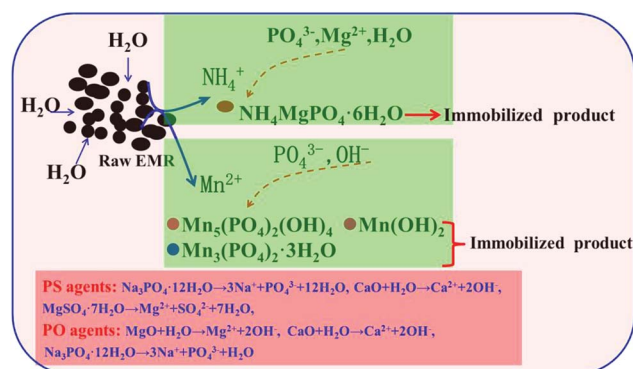 H₂O
PO₄³⁻,Mg²⁺,H₂O
NH₄⁺
H₂O
NH₄MgPO₄·6H₂O
Immobilized product
H₂O
Raw EMR
PO₄³⁻,OH⁻
Mn²⁺
Mn₅(PO₄)₂(OH)₄ Mn(OH)₂
Mn₃(PO₄)₂·3H₂O
Immobilized product
PS agents: Na₃PO₄·12H₂O→3Na⁺+PO₄³⁻+12H₂O, CaO+H₂O→Ca²⁺+2OH⁻,
MgSO₄·7H₂O→Mg²⁺+SO₄²⁻+7H₂O,
PO agents: MgO+H₂O→Mg²⁺+2OH⁻, CaO+H₂O→Ca²⁺+2OH⁻,
Na₃PO₄·12H₂O→3Na⁺+PO₄³⁻+H₂O